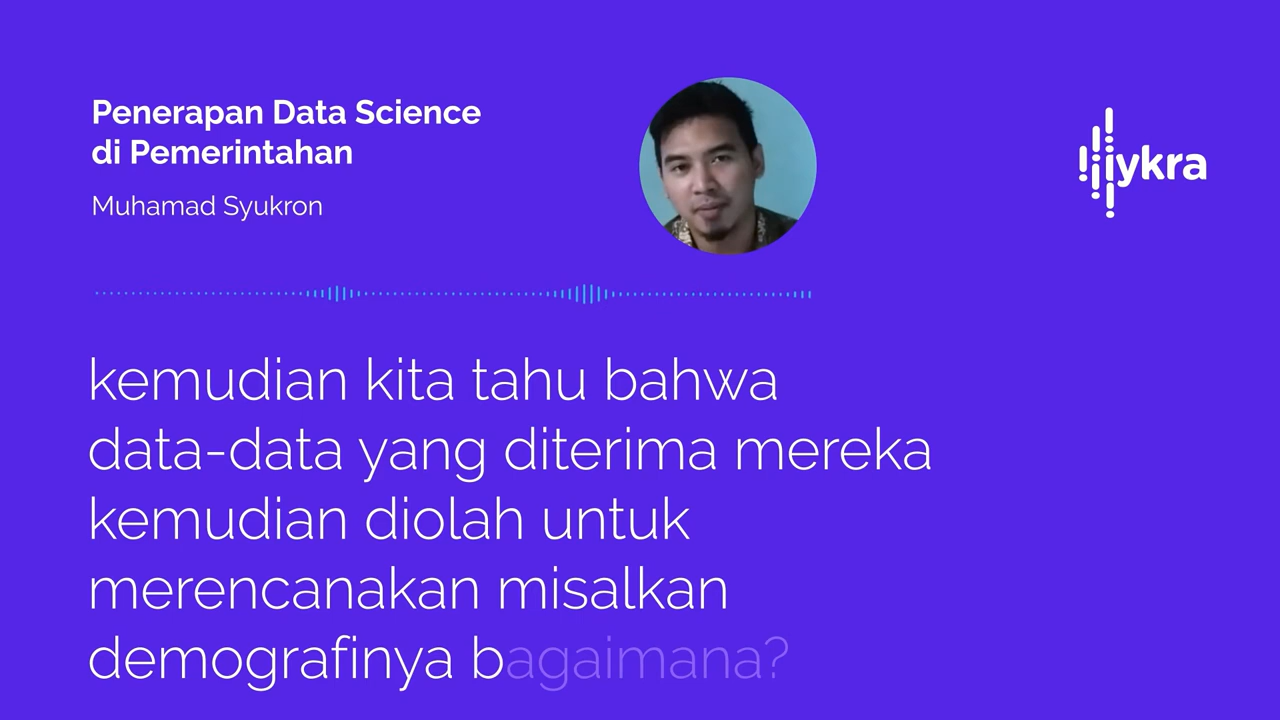 Penerapan Data Science
di Pemerintahan
Muhamad Syukron
iykra
kemudian kita tahu bahwa
data-data yang diterima mereka
kemudian diolah untuk
merencanakan misalkan
demografinya bagaimana?